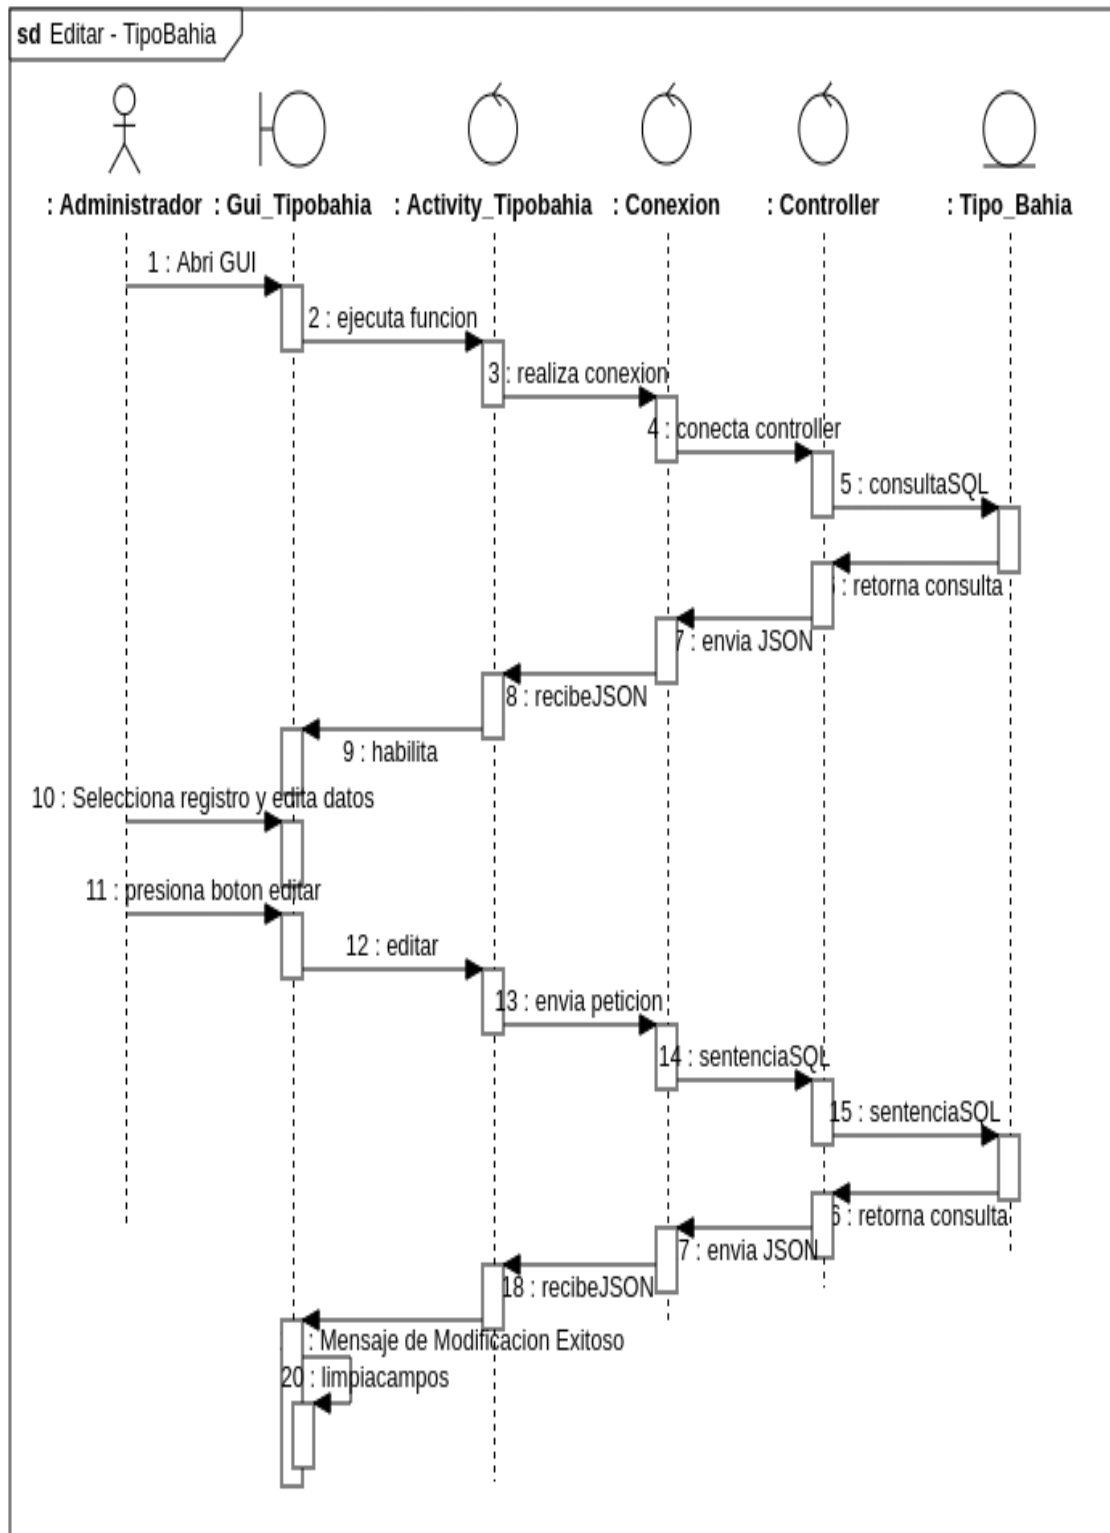 sd Editar - TipoBahia
: Administrador : Gui_Tipobahia : Activity_Tipobahia : Conexion : Controller : Tipo_Bahia
1 : Abri GUI
2 : ejecuta funcion
3 : realiza conexion
4 : conecta controller
5 : consultaSQL
: retorna consulta
7 : envia JSON
8 : recibeJSON
9 : habilita
10 : Selecciona registro y edita datos
11 : presiona boton editar
12 : editar
13 : envia peticion
14 : sentenciaSQL
15 : sentenciaSQL
6 : retorna consulta
7 : envia JSON
18 : recibeJSON
: Mensaje de Modificacion Exitoso
20 : limpiacampos